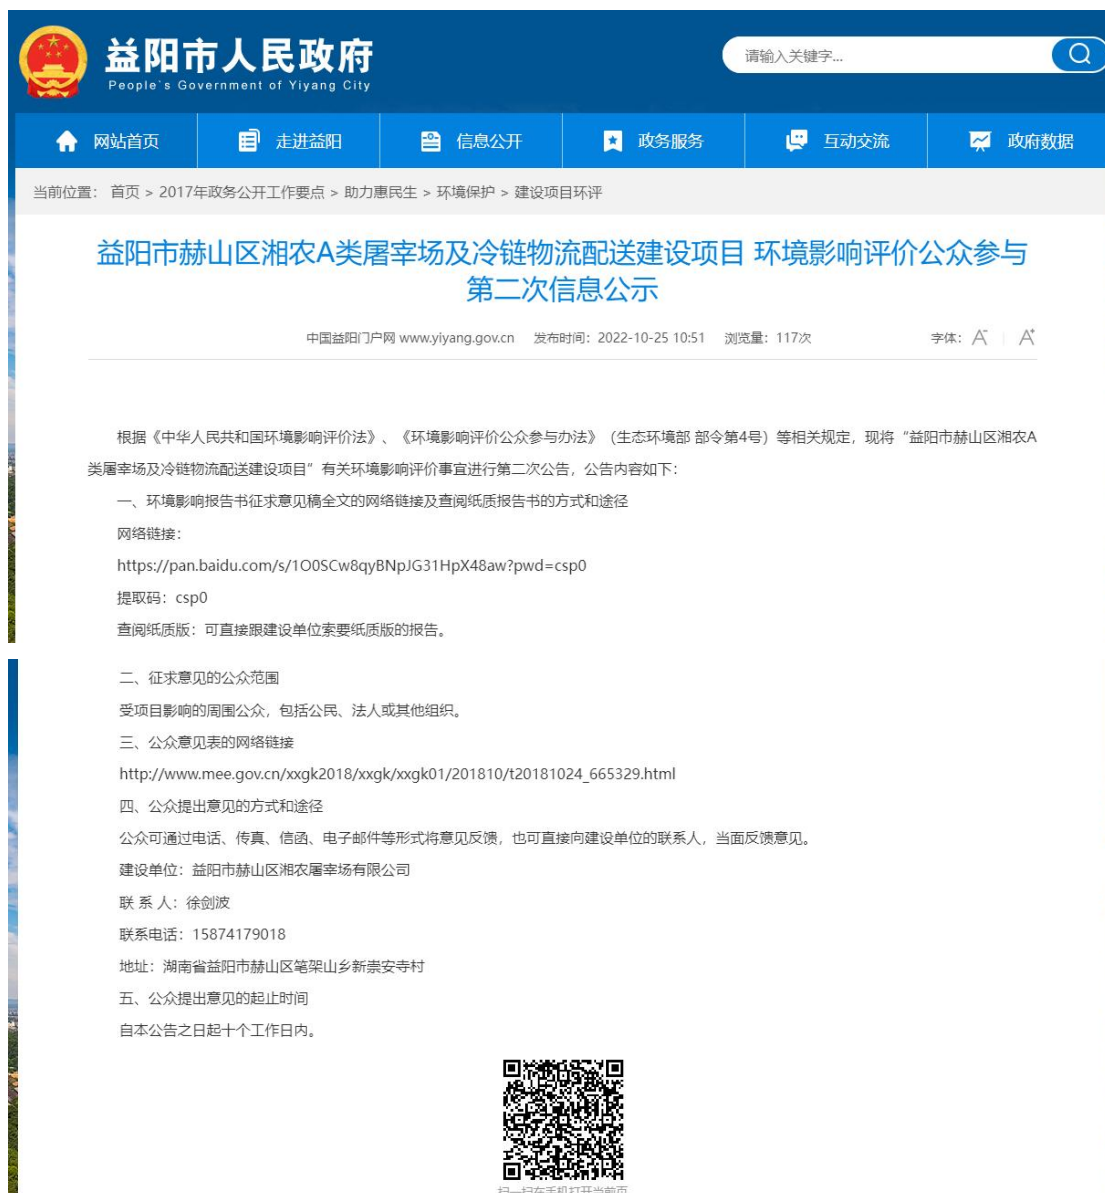 益阳市人民政府
People`s Government of Yiyang City
请输入关键字...
网站首页 走进益阳 信息公开 政务服务 互动交流 政府数据
当前位置： 首页 > 2017年政务公开工作要点 > 助力惠民生 > 环境保护 > 建设项目环评
益阳市赫山区湘农A类屠宰场及冷链物流配送建设项目 环境影响评价公众参与
第二次信息公示
中国益阳门户网 www.yiyang.gov.cn 发布时间：2022-10-25 10:51 浏览量：117次 字体： A- | A+
根据《中华人民共和国环境影响评价法》、《环境影响评价公众参与办法》（生态环境部 部令第4号）等相关规定，现将“益阳市赫山区湘农A
类屠宰场及冷链物流配送建设项目”有关环境影响评价事宜进行第二次公告，公告内容如下：
一、环境影响报告书征求意见稿全文的网络链接及查阅纸质报告书的方式和途径
网络链接：
https://pan.baidu.com/s/1O0SCw8qyBNpJG31HpX48aw?pwd=csp0
提取码：csp0
查阅纸质版：可直接跟建设单位索要纸质版的报告。
二、征求意见的公众范围
受项目影响的周围公众，包括公民、法人或其他组织。
三、公众意见表的网络链接
http://www.mee.gov.cn/xxgk2018/xxgk/xxgk01/201810/t20181024_665329.html
四、公众提出意见的方式和途径
公众可通过电话、传真、信函、电子邮件等形式将意见反馈，也可直接向建设单位的联系人，当面反馈意见。
建设单位：益阳市赫山区湘农屠宰场有限公司
联 系 人：徐剑波
联系电话：15874179018
地址：湖南省益阳市赫山区笔架山乡新崇安寺村
五、公众提出意见的起止时间
自本公告之日起十个工作日内。
扫一扫在手机打开当前页